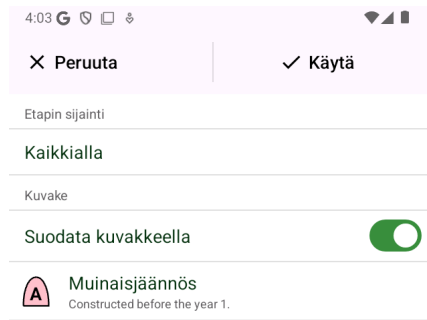 4:03
Peruuta
Käytä
Etapin sijainti
Kaikkialla
Kuvake
Suodata kuvakkeella
A
Muinaisjäännös
Constructed before the year 1.